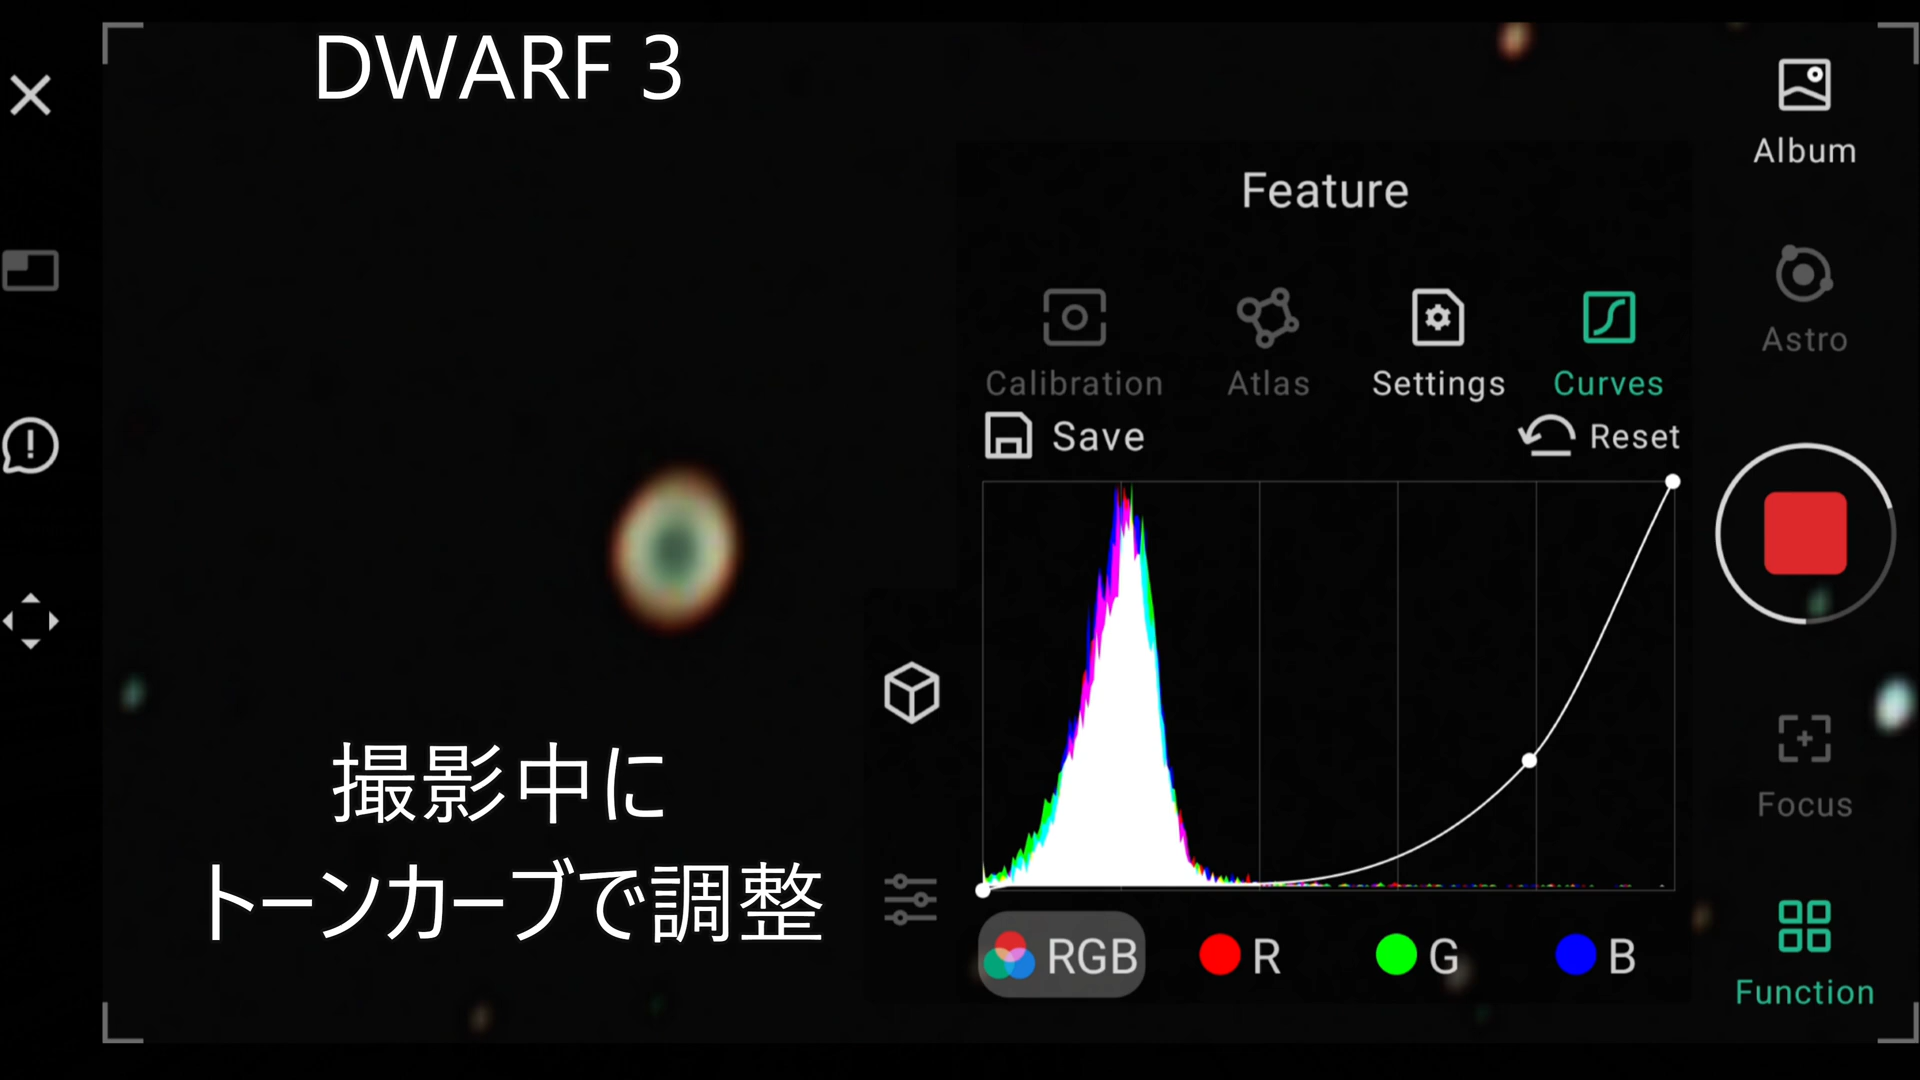 DWARF 3
Album
Feature
Astro
Calibration
Atlas
Settings
Curves
Save
Reset
撮影中に
トーンカーブで調整
Focus
RGB
R
G
B
Function